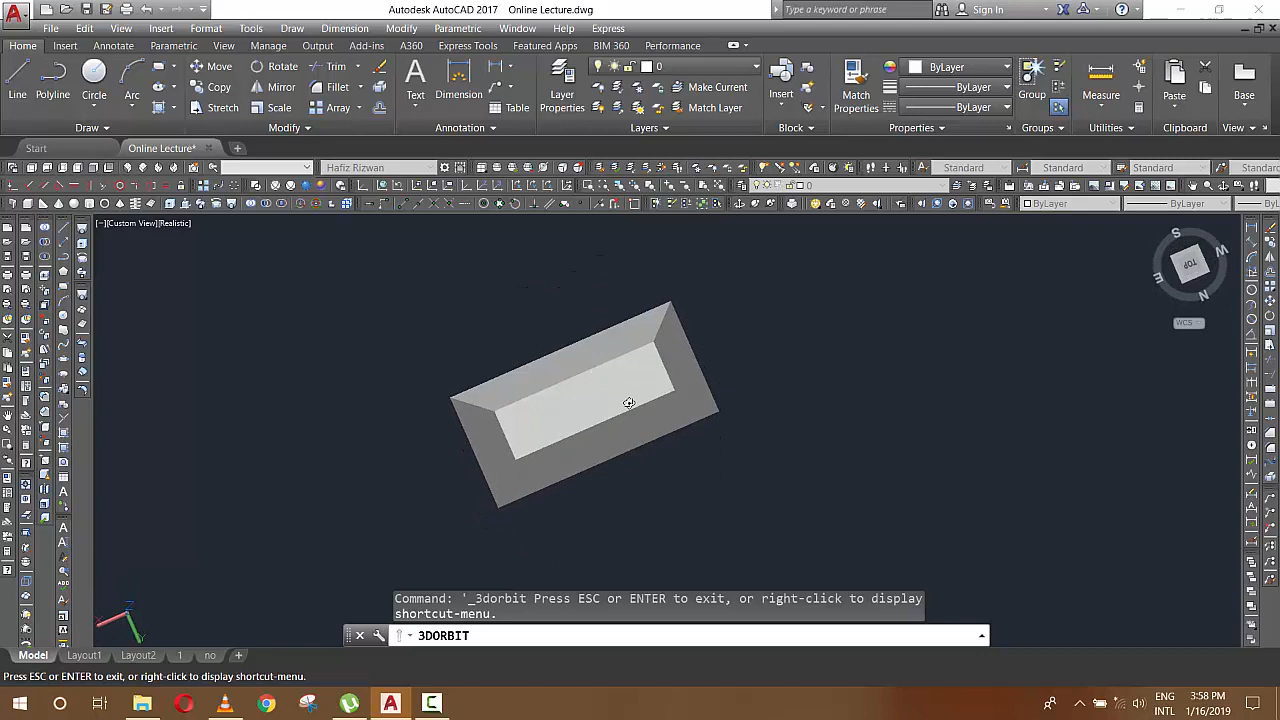 Autodesk AutoCAD 2017 Online Lecture.dwg
Type a keyword or phrase
Sign In
File Edit View Insert Format Tools Draw Dimension Modify Parametric Window Help Express
Home Insert Annotate Parametric View Manage Output Add-ins A360 Express Tools Featured Apps BIM 360 Performance
Move Rotate Trim
0
ByLayer
Copy Mirror Fillet
Make Current
ByLayer
Line Polyline Circle Arc
Stretch Scale Array
Text Dimension
Table
Layer Properties
Match Layer
Insert
Match Properties
ByLayer
Group
Measure
Paste
Base
Draw Modify Annotation Layers Block Properties Groups Utilities Clipboard View
Start Online Lecture*
Hafiz Rizwan
Standard Standard Standard Standa
0
ByLayer ByLayer ByLa
[−][Custom View][Realistic]
S
W
TOP
E
N
WCS
Z
Command: '_3dorbit Press ESC or ENTER to exit, or right-click to display
shortcut-menu.
3DORBIT
Model Layout1 Layout2 1 no
Press ESC or ENTER to exit, or right-click to display shortcut-menu.
ENG 3:58 PM
INTL 1/16/2019